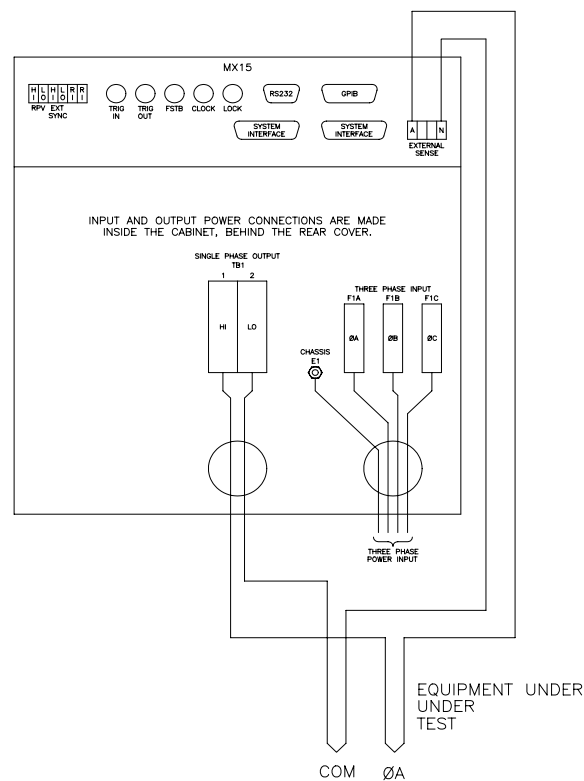 MX15
H L H L R R
I O I O I I
RPV EXT
SYNC
TRIG
IN
TRIG
OUT
FSTB
CLOCK
LOCK
RS232
GPIB
SYSTEM
INTERFACE
SYSTEM
INTERFACE
A N
EXTERNAL
SENSE
INPUT AND OUTPUT POWER CONNECTIONS ARE MADE
INSIDE THE CABINET, BEHIND THE REAR COVER.
SINGLE PHASE OUTPUT
TB1
1 2
HI LO
CHASSIS
E1
THREE PHASE INPUT
F1A F1B F1C
ØA ØB ØC
THREE PHASE
POWER INPUT
EQUIPMENT UNDER
UNDER
TEST
COM ØA